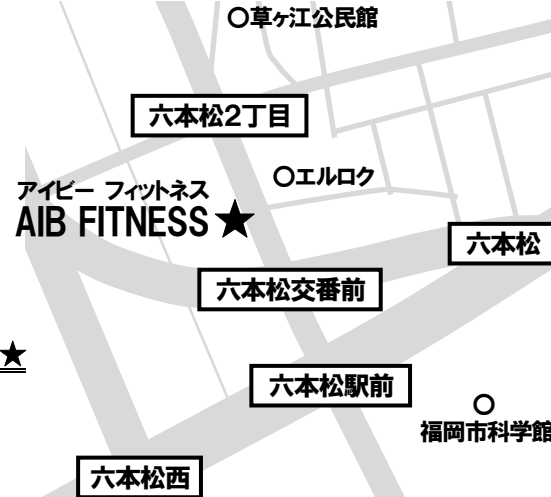 草ヶ江公民館
六本松2丁目
エルロク
アイビー フィットネス
AIB FITNESS
六本松
六本松交番前
六本松駅前
福岡市科学館
六本松西